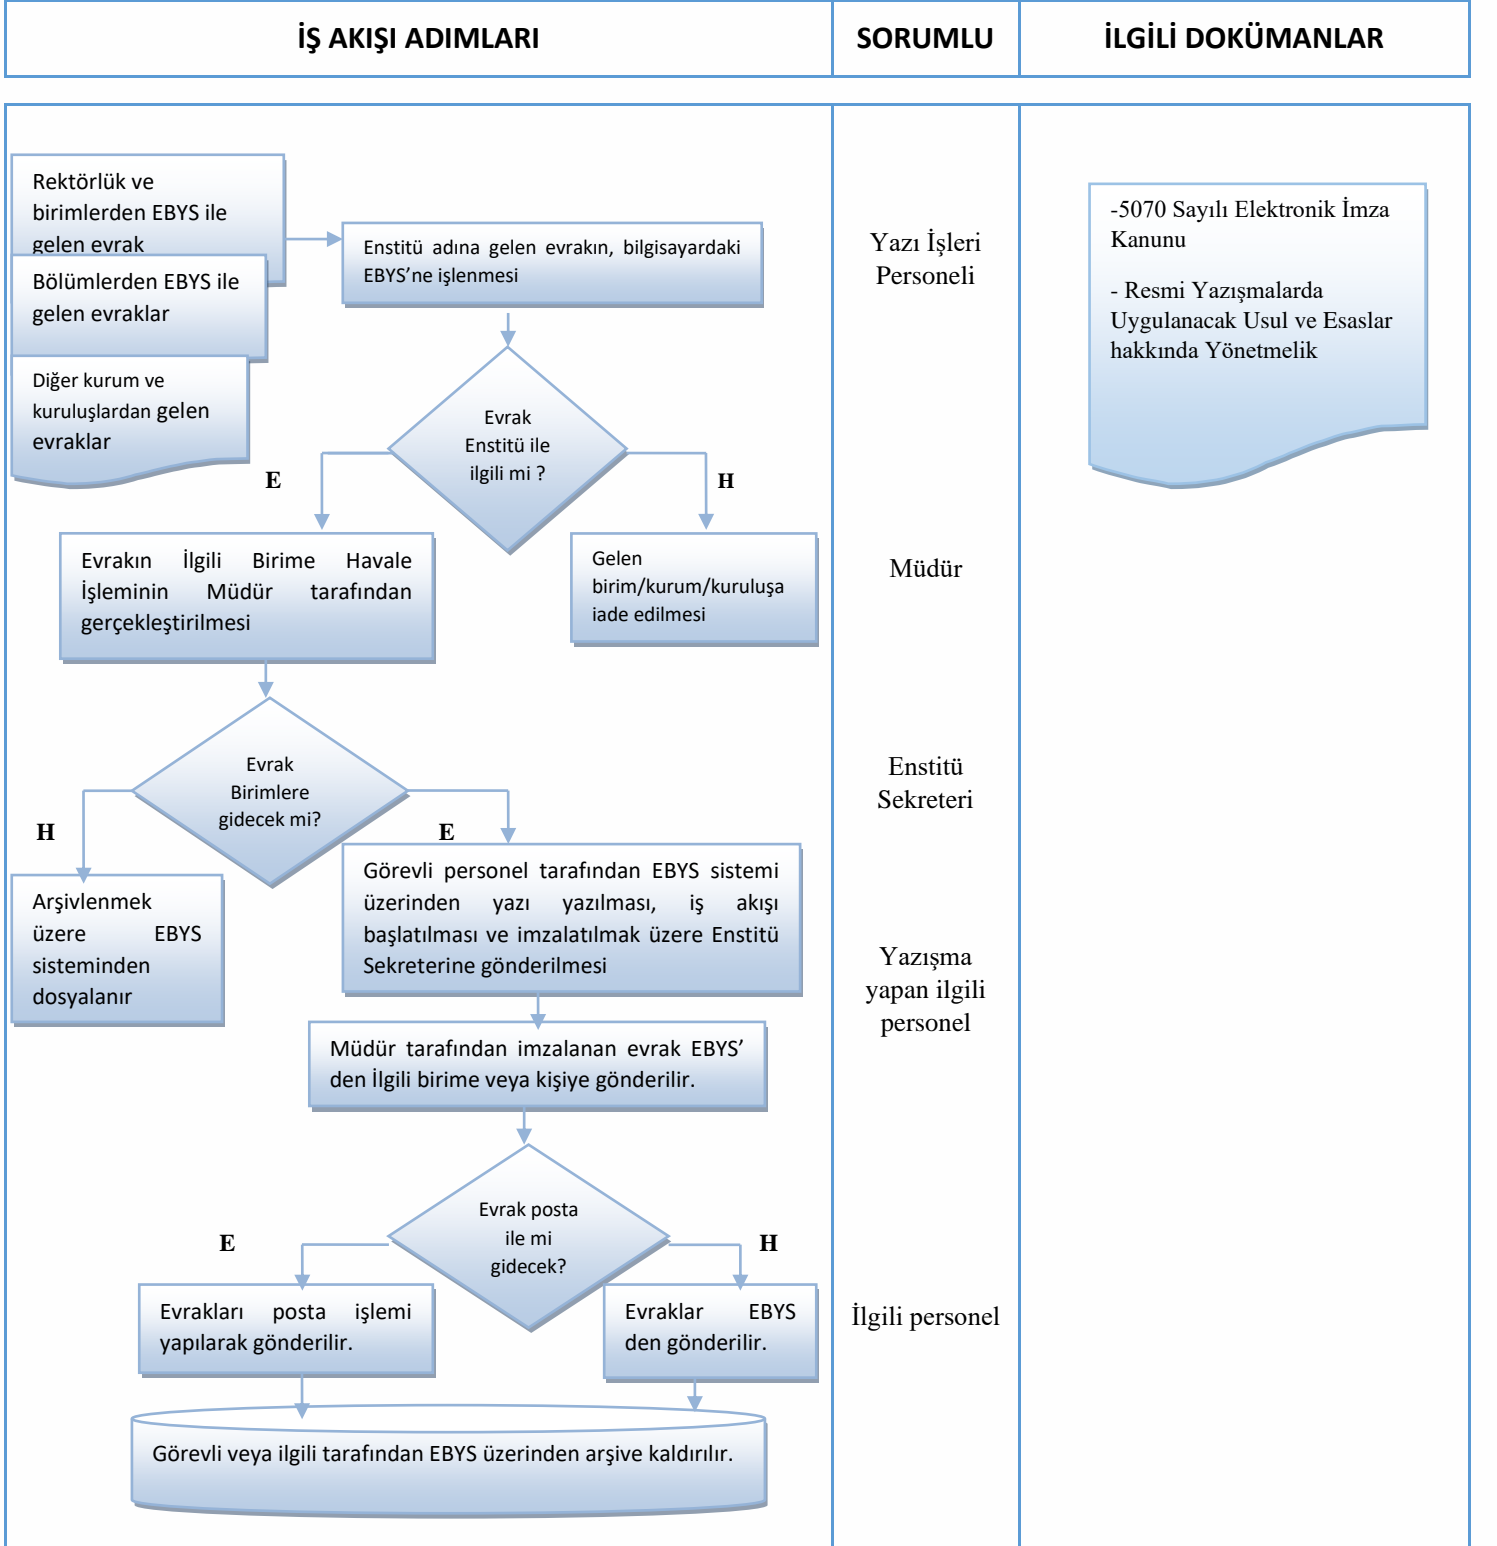 İŞ AKIŞI ADIMLARI
SORUMLU
İLGİLİ DOKÜMANLAR
Rektörlük ve
birimlerden EBYS ile
gelen evrak
Bölümlerden EBYS ile
gelen evraklar
Diğer kurum ve
kuruluşlardan gelen
evraklar
Enstitü adına gelen evrakın, bilgisayardaki
EBYS’ne işlenmesi
Yazı İşleri
Personeli
-5070 Sayılı Elektronik İmza
Kanunu
- Resmi Yazışmalarda
Uygulanacak Usul ve Esaslar
hakkında Yönetmelik
Evrak
Enstitü ile
ilgili mi ?
E
H
Evrakın İlgili Birime Havale
İşleminin Müdür tarafından
gerçekleştirilmesi
Gelen
birim/kurum/kuruluşa
iade edilmesi
Müdür
Evrak
Birimlere
gidecek mi?
H
E
Enstitü
Sekreteri
Arşivlenmek
üzere EBYS
sisteminden
dosyalanır
Görevli personel tarafından EBYS sistemi
üzerinden yazı yazılması, iş akışı
başlatılması ve imzalatılmak üzere Enstitü
Sekreterine gönderilmesi
Yazışma
yapan ilgili
personel
Müdür tarafından imzalanan evrak EBYS’
den İlgili birime veya kişiye gönderilir.
Evrak posta
ile mi
gidecek?
E
H
Evrakları posta işlemi
yapılarak gönderilir.
Evraklar EBYS
den gönderilir.
İlgili personel
Görevli veya ilgili tarafından EBYS üzerinden arşive kaldırılır.